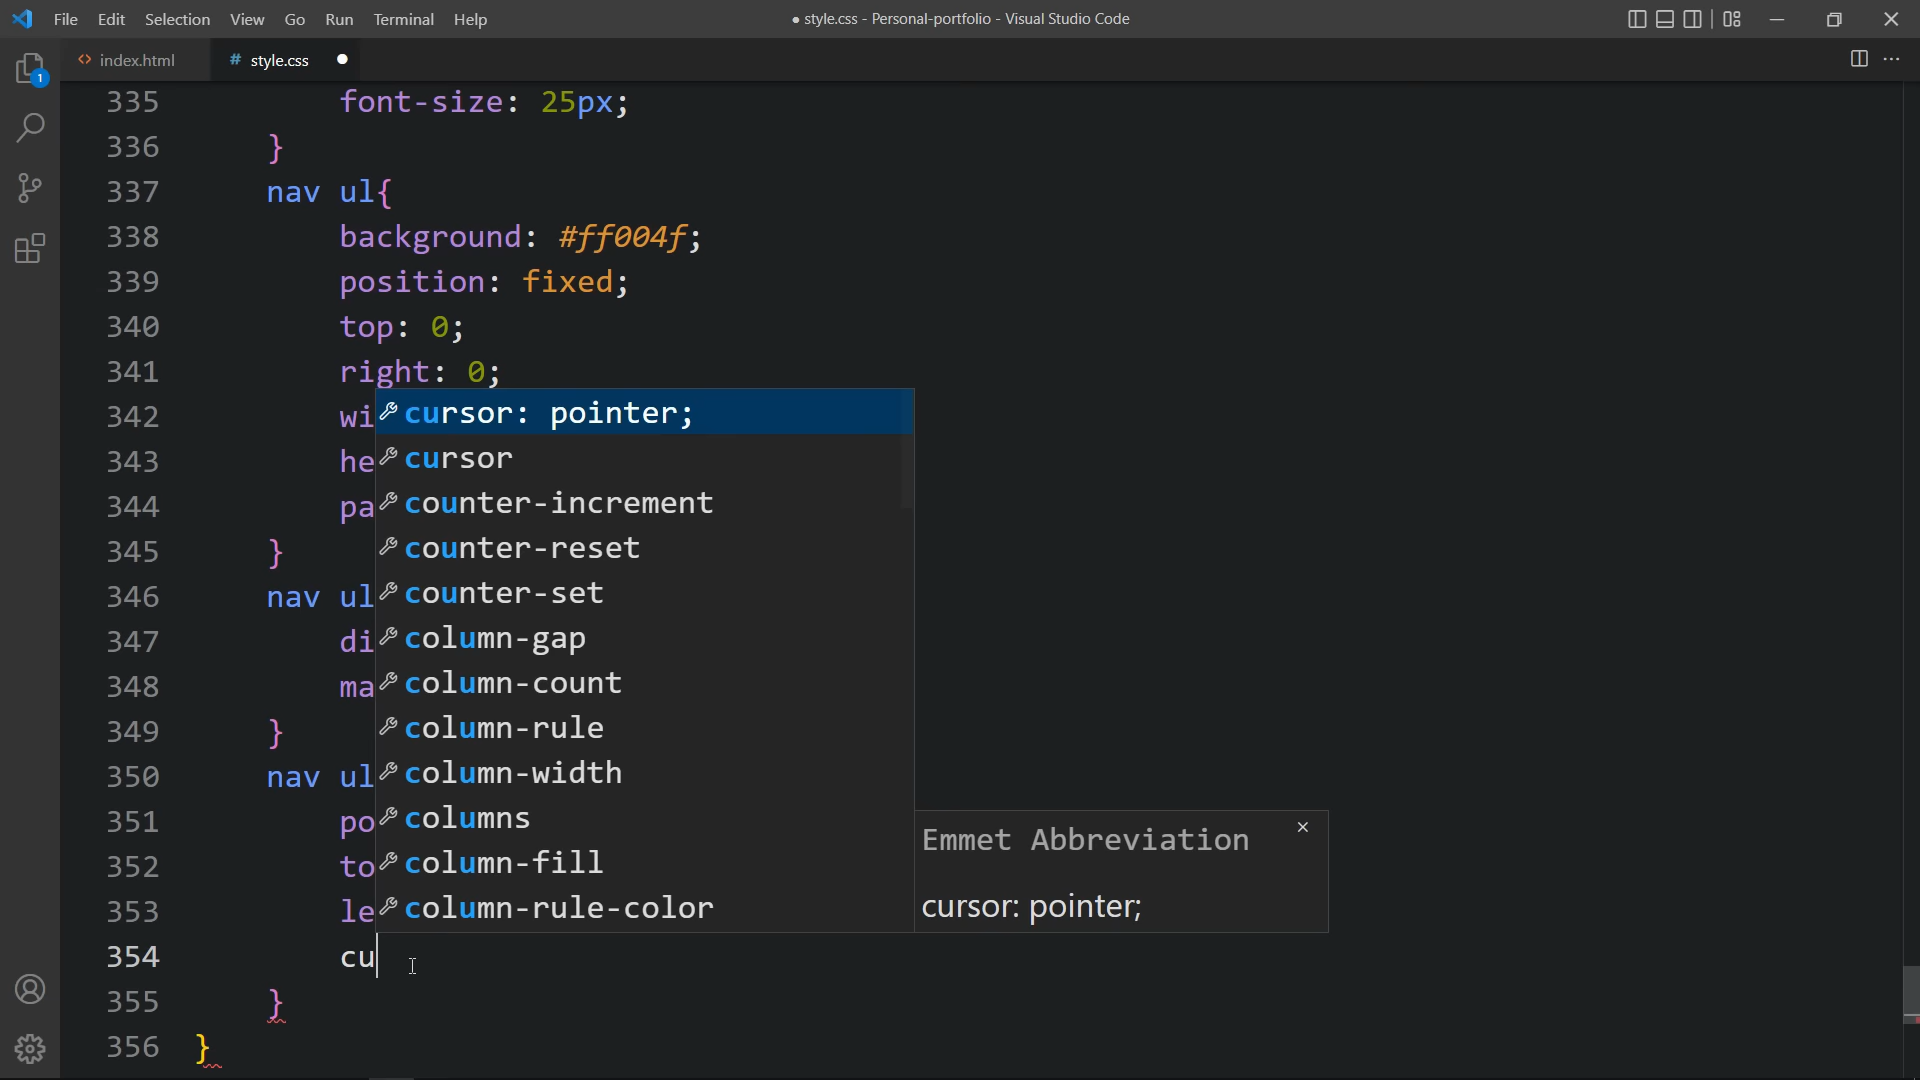 File Edit Selection View Go Run Terminal Help
● style.css - Personal-portfolio - Visual Studio Code
<> index.html
# style.css ●
1
335 font-size: 25px;
336 }
337 nav ul{
338 background: #ff004f;
339 position: fixed;
340 top: 0;
341 right: 0;
342 wi
343 he
344 pa
345 }
346 nav ul
347 di
348 ma
349 }
350 nav ul
351 po
352 to
353 le
354 cu
355 }
356 }
cursor: pointer;
cursor
counter-increment
counter-reset
counter-set
column-gap
column-count
column-rule
column-width
columns
column-fill
column-rule-color
Emmet Abbreviation
cursor: pointer;